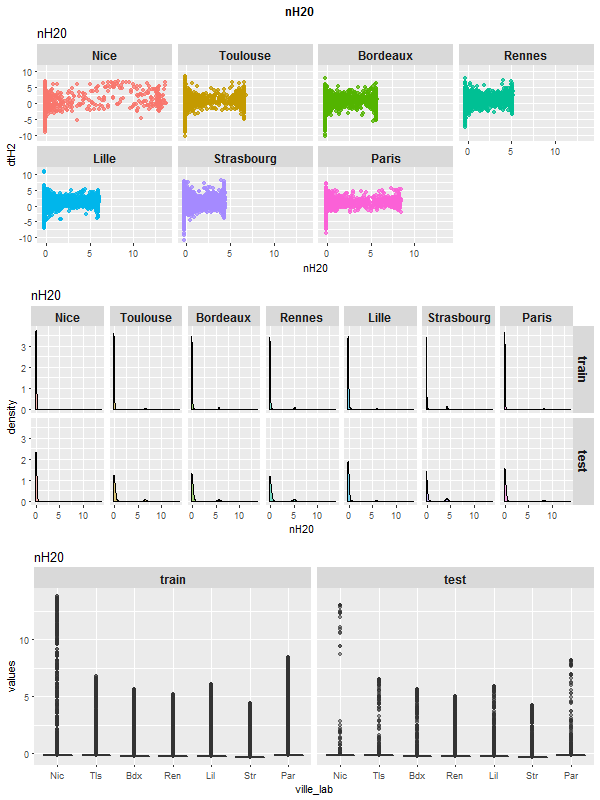 nH20
nH20
Nice Toulouse Bordeaux Rennes
10
5
0
-5
-10
0 5 10
dtH2
Lille Strasbourg Paris
10
5
0
-5
-10
0 5 10 0 5 10 0 5 10
nH20
nH20
Nice Toulouse Bordeaux Rennes Lille Strasbourg Paris
3
2
1
0
train
density
3
2
1
0
test
0 5 10 0 5 10 0 5 10 0 5 10 0 5 10 0 5 10 0 5 10
nH20
nH20
train test
10
5
0
values
Nic Tls Bdx Ren Lil Str Par Nic Tls Bdx Ren Lil Str Par
ville_lab